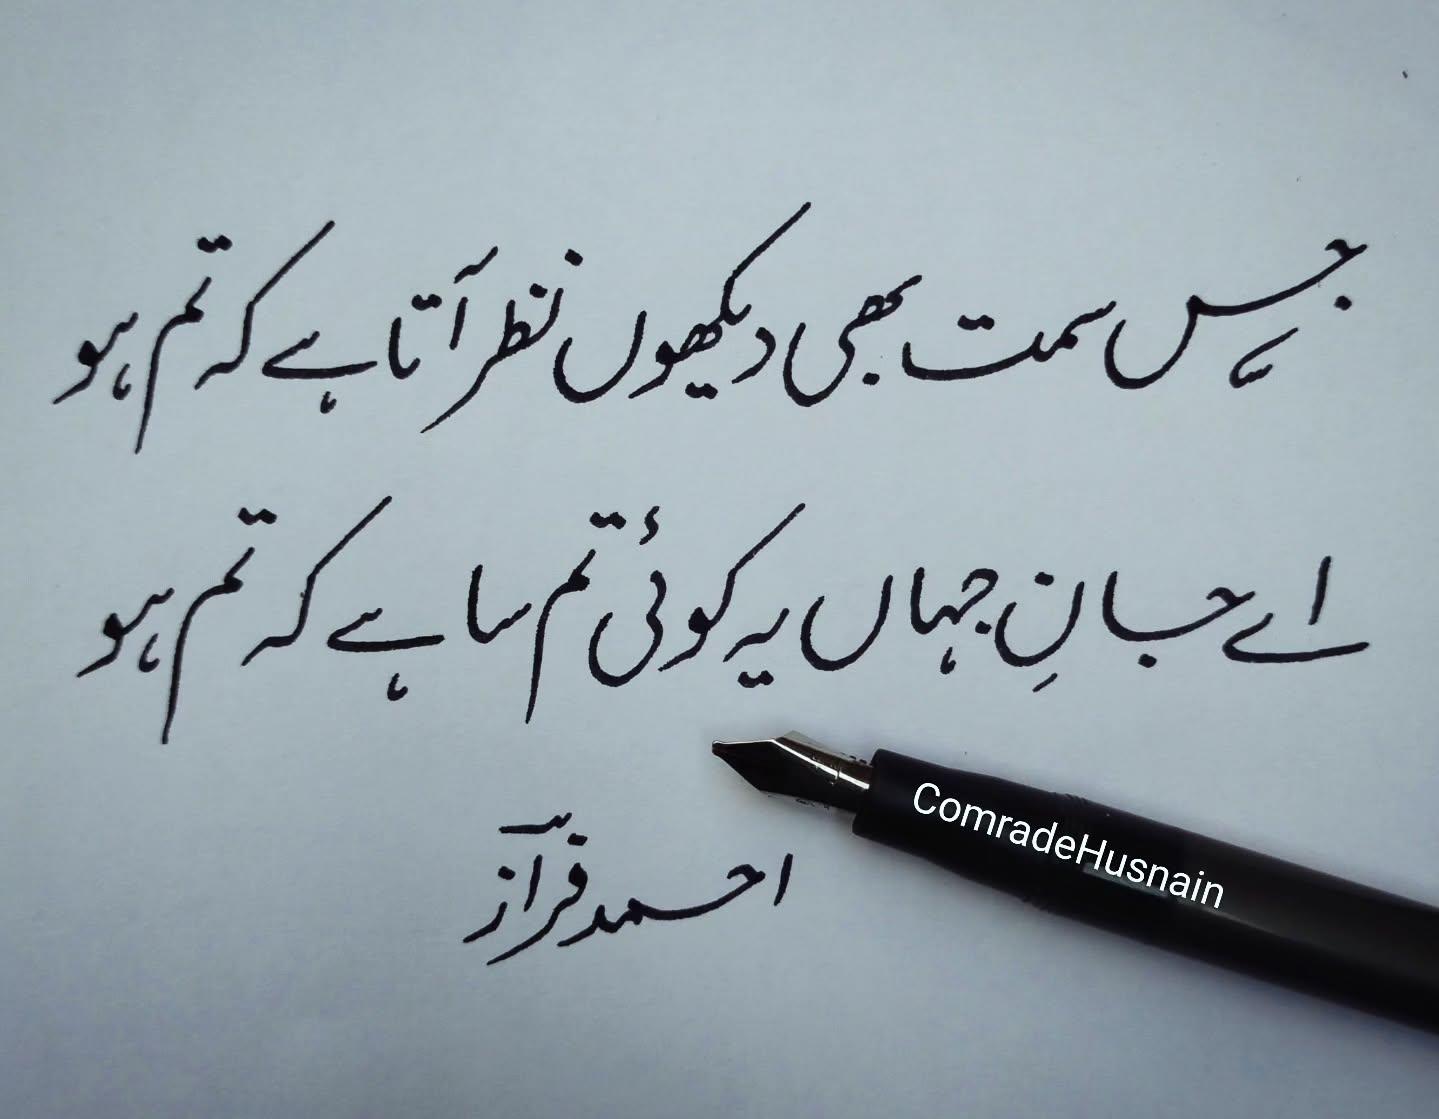 جس سمت بھی دیکھوں نظر آتا ہے کہ تم ہو
اے جانِ جہاں یہ کوئی تم سا ہے کہ تم ہو
احمد فراز
ComradeHusnain